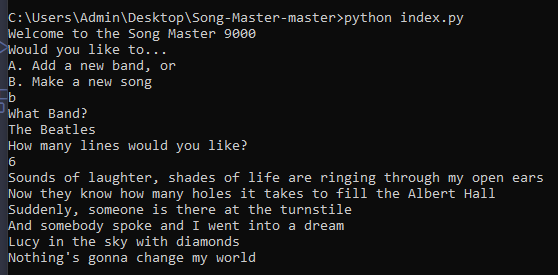 C:\Users\Admin\Desktop\Song-Master-master>python index.py
Welcome to the Song Master 9000
Would you like to...
A. Add a new band, or
B. Make a new song
b
What Band?
The Beatles
How many lines would you like?
6
Sounds of laughter, shades of life are ringing through my open ears
Now they know how many holes it takes to fill the Albert Hall
Suddenly, someone is there at the turnstile
And somebody spoke and I went into a dream
Lucy in the sky with diamonds
Nothing's gonna change my world